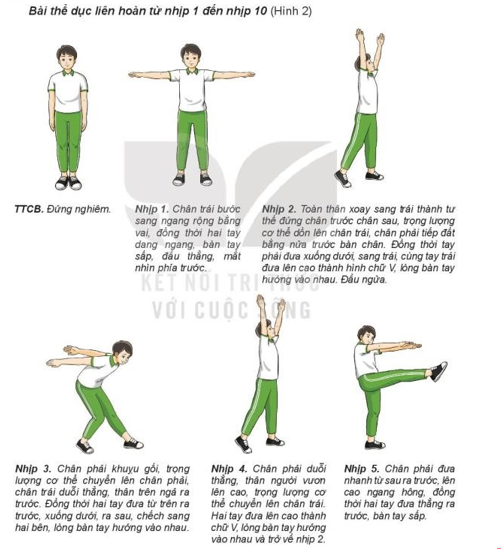 Bài thể dục liên hoàn từ nhịp 1 đến nhịp 10 (Hình 2)
TTCB. Đứng nghiêm.
Nhịp 1. Chân trái bước
sang ngang rộng bằng
vai, đồng thời hai tay
dang ngang, bàn tay
sấp, đầu thẳng, mắt
nhìn phía trước.
Nhịp 2. Toàn thân xoay sang trái thành tư
thế đứng chân trước chân sau, trọng lượng
cơ thể dồn lên chân trái, chân phải tiếp đất
bằng nửa trước bàn chân. Đồng thời tay
phải đưa xuống dưới, sang trái, cùng tay trái
đưa lên cao thành hình chữ V, lòng bàn tay
hướng vào nhau. Đầu ngửa.
KẾT NỐI TRI THỨC
VỚI CUỘC SỐNG
Nhịp 3. Chân phải khuỵu gối, trọng
lượng cơ thể chuyển lên chân phải,
chân trái duỗi thẳng, thân trên ngả ra
trước. Đồng thời hai tay đưa từ trên ra
trước, xuống dưới, ra sau, chếch sang
hai bên, lòng bàn tay hướng vào nhau.
Nhịp 4. Chân phải duỗi
thẳng, thân người vươn
lên cao, trọng lượng cơ
thể chuyển lên chân trái.
Hai tay đưa lên cao thành
chữ V, lòng bàn tay hướng
vào nhau và trở về nhịp 2.
Nhịp 5. Chân phải đưa
nhanh từ sau ra trước, lên
cao ngang hông, đồng
thời hai tay đưa thẳng ra
trước, bàn tay sấp.